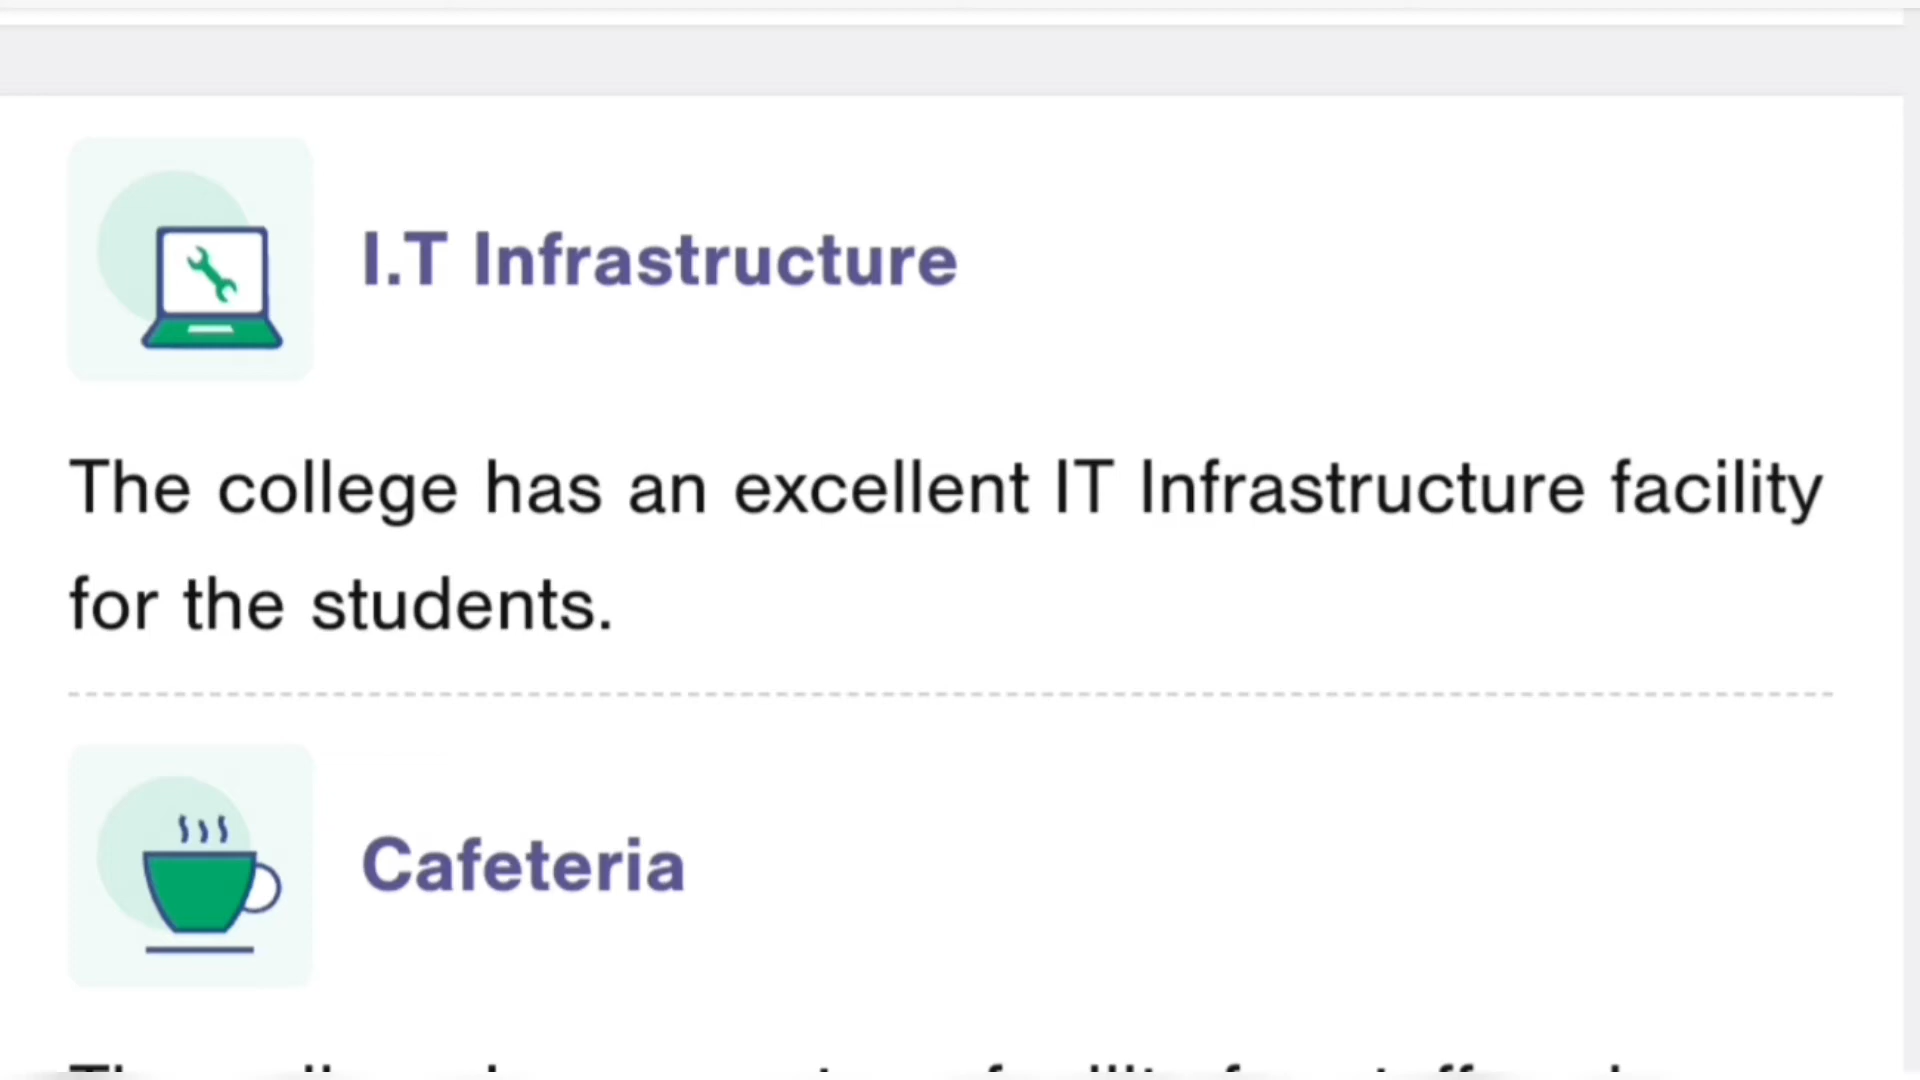 I.T Infrastructure
The college has an excellent IT Infrastructure facility
for the students.
Cafeteria